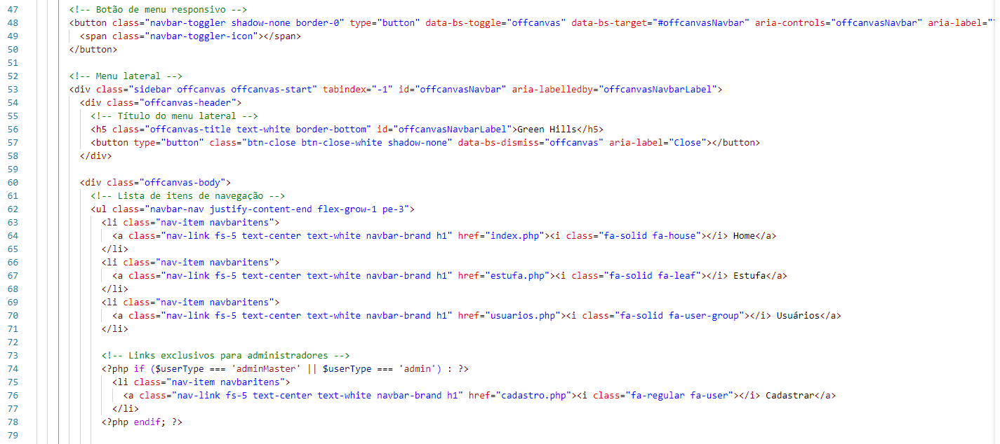 47 <!-- Botão de menu responsivo -->
48 <button class="navbar-toggler shadow-none border-0" type="button" data-bs-toggle="offcanvas" data-bs-target="#offcanvasNavbar" aria-controls="offcanvasNavbar" aria-label="
49 <span class="navbar-toggler-icon"></span>
50 </button>
51
52 <!-- Menu lateral -->
53 <div class="sidebar offcanvas offcanvas-start" tabindex="-1" id="offcanvasNavbar" aria-labelledby="offcanvasNavbarLabel">
54 <div class="offcanvas-header">
55 <!-- Título do menu lateral -->
56 <h5 class="offcanvas-title text-white border-bottom" id="offcanvasNavbarLabel">Green Hills</h5>
57 <button type="button" class="btn-close btn-close-white shadow-none" data-bs-dismiss="offcanvas" aria-label="Close"></button>
58 </div>
59
60 <div class="offcanvas-body">
61 <!-- Lista de itens de navegação -->
62 <ul class="navbar-nav justify-content-end flex-grow-1 pe-3">
63 <li class="nav-item navbaritens">
64 <a class="nav-link fs-5 text-center text-white navbar-brand h1" href="index.php"><i class="fa-solid fa-house"></i> Home</a>
65 </li>
66 <li class="nav-item navbaritens">
67 <a class="nav-link fs-5 text-center text-white navbar-brand h1" href="estufa.php"><i class="fa-solid fa-leaf"></i> Estufa</a>
68 </li>
69 <li class="nav-item navbaritens">
70 <a class="nav-link fs-5 text-center text-white navbar-brand h1" href="usuarios.php"><i class="fa-solid fa-user-group"></i> Usuários</a>
71 </li>
72
73 <!-- Links exclusivos para administradores -->
74 <?php if ($userType === 'adminMaster' || $userType === 'admin') : ?>
75 <li class="nav-item navbaritens">
76 <a class="nav-link fs-5 text-center text-white navbar-brand h1" href="cadastro.php"><i class="fa-regular fa-user"></i> Cadastrar</a>
77 </li>
78 <?php endif; ?>
79